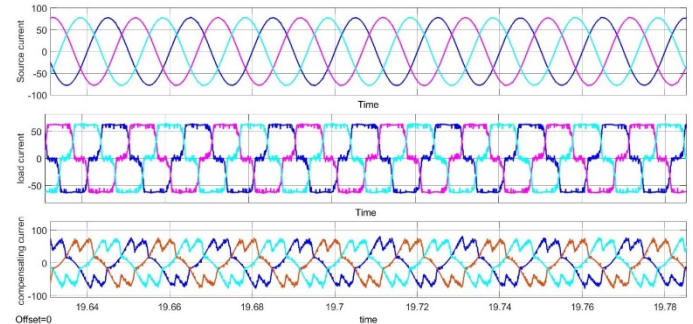 Source current
100
50
0
-50
-100
Time
load current
50
0
-50
Time
compensating curren
100
0
-100
19.64
19.66
19.68
19.7
19.72
19.74
19.76
19.78
Offset=0
time